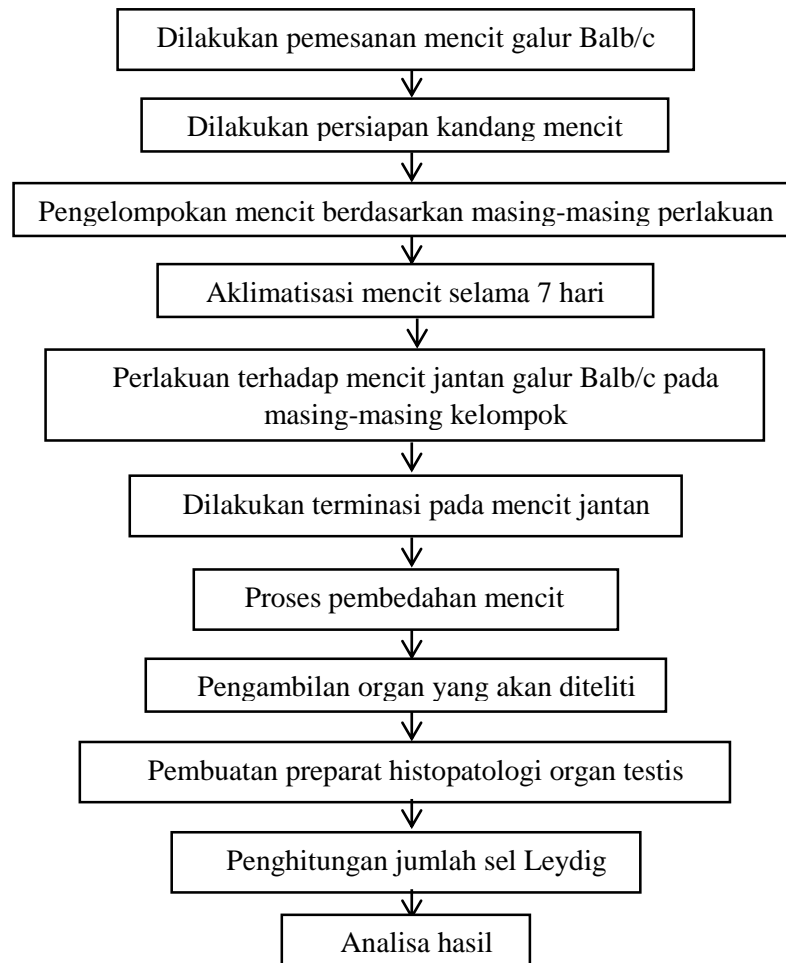 Dilakukan pemesanan mencit galur Balb/c
Dilakukan persiapan kandang mencit
Pengelompokan mencit berdasarkan masing-masing perlakuan
Aklimatisasi mencit selama 7 hari
Perlakuan terhadap mencit jantan galur Balb/c pada
masing-masing kelompok
Dilakukan terminasi pada mencit jantan
Proses pembedahan mencit
Pengambilan organ yang akan diteliti
Pembuatan preparat histopatologi organ testis
Penghitungan jumlah sel Leydig
Analisa hasil